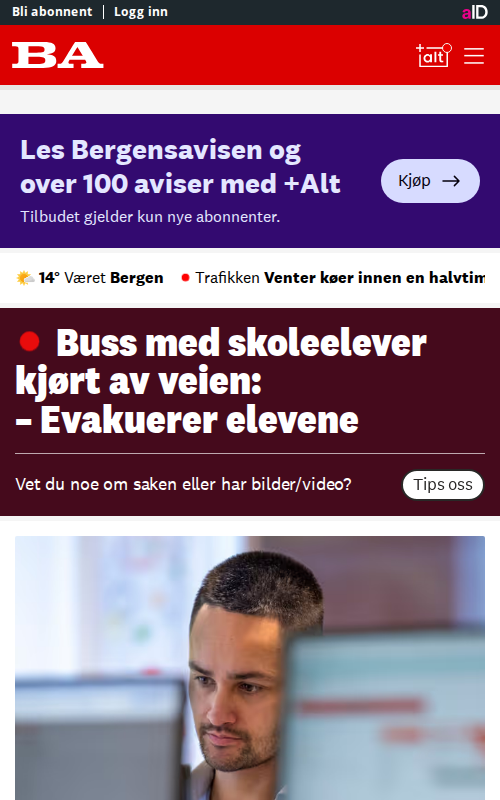 Bli abonnent | Logg inn
aID
BA
+alt
Les Bergensavisen og
over 100 aviser med +Alt
Tilbudet gjelder kun nye abonnenter.
Kjøp →
14° Været Bergen
Trafikken Venter køer innen en halvtim
Buss med skoleelever
kjørt av veien:
– Evakuerer elevene
Vet du noe om saken eller har bilder/video?
Tips oss